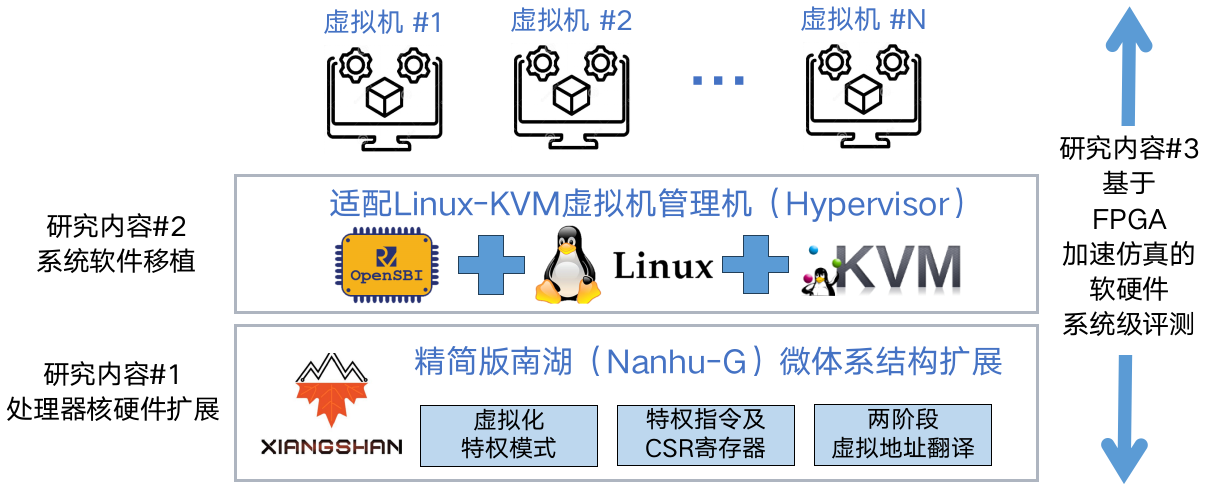 虚拟机 #1
虚拟机 #2
虚拟机 #N
...
研究内容#3
基于
FPGA
加速仿真的
软硬件
系统级评测
研究内容#2
系统软件移植
适配Linux-KVM虚拟机管理机（Hypervisor）
OpenSBI
Linux
KVM
研究内容#1
处理器核硬件扩展
精简版南湖（Nanhu-G）微体系结构扩展
XIANGSHAN
虚拟化
特权模式
特权指令及
CSR寄存器
两阶段
虚拟地址翻译